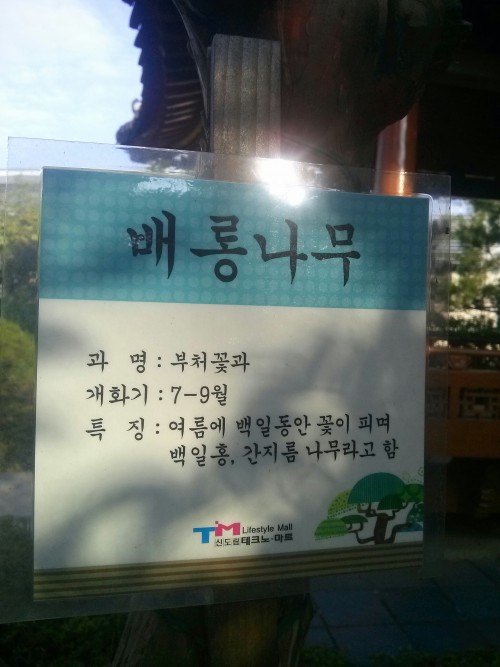 배롱나무
과 명 : 부처꽃과
개화기 : 7-9월
특 징 : 여름에 백일동안 꽃이 피며
백일홍, 간지름 나무라고 함
TM Lifestyle Mall
신도림테크노·마트